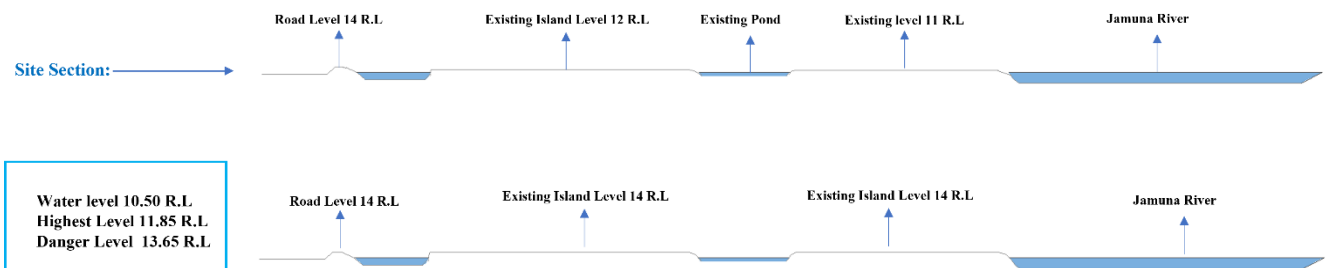 Road Level 14 R.L
Existing Island Level 12 R.L
Existing Pond
Existing level 11 R.L
Jamuna River
Site Section:
Water level 10.50 R.L
Highest Level 11.85 R.L
Danger Level 13.65 R.L
Road Level 14 R.L
Existing Island Level 14 R.L
Existing Island Level 14 R.L
Jamuna River